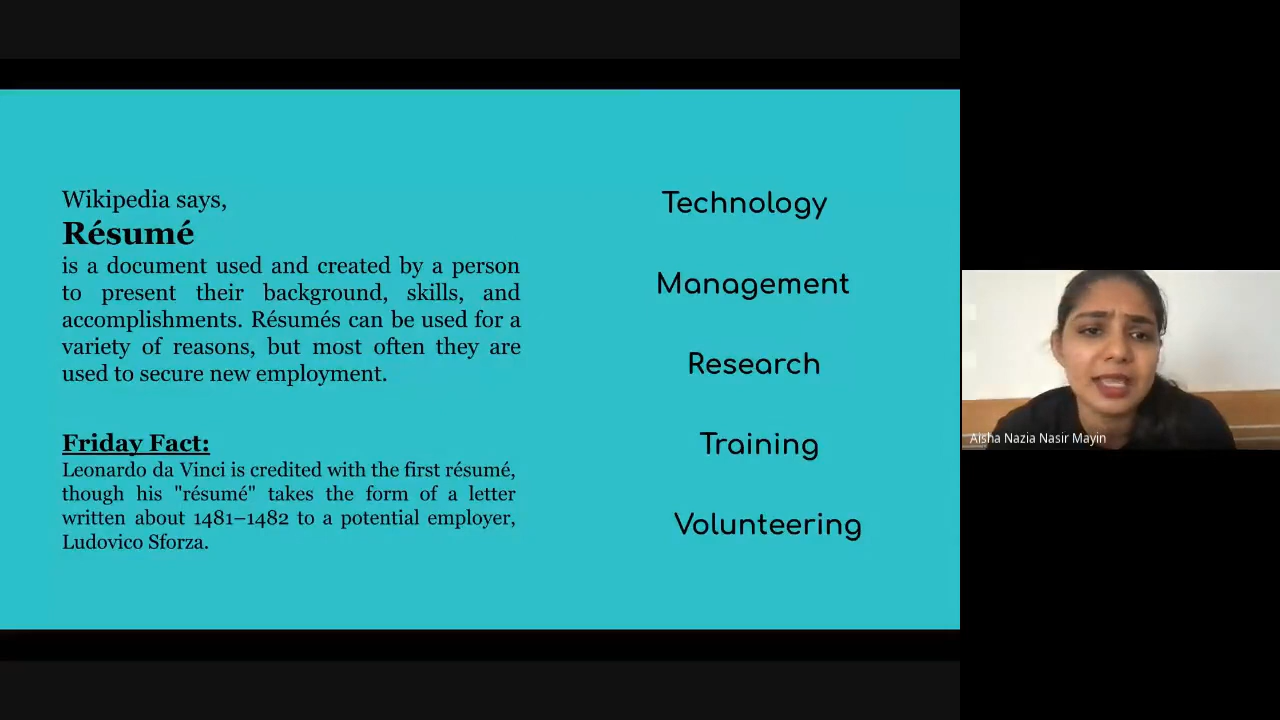 Wikipedia says,
Résumé
is a document used and created by a person
to present their background, skills, and
accomplishments. Résumés can be used for a
variety of reasons, but most often they are
used to secure new employment.
Friday Fact:
Leonardo da Vinci is credited with the first résumé,
though his "résumé" takes the form of a letter
written about 1481–1482 to a potential employer,
Ludovico Sforza.
Technology
Management
Research
Training
Volunteering
Aisha Nazia Nasir Mayin